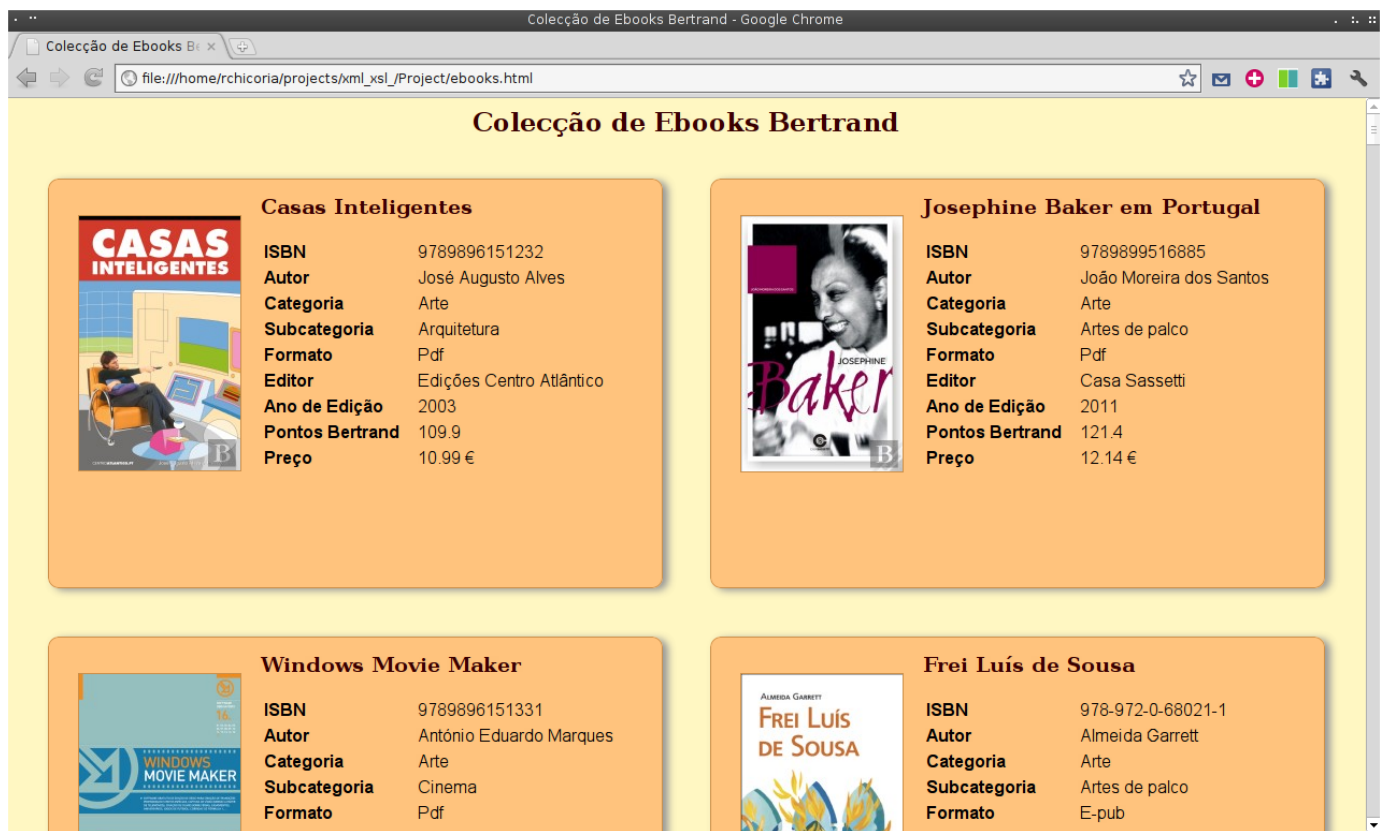 Colecção de Ebooks Bertrand - Google Chrome
Colecção de Ebooks Be
file:///home/rchicoria/projects/xml_xsl_/Project/ebooks.html
Colecção de Ebooks Bertrand
Casas Inteligentes
CASAS
INTELIGENTES
ISBN 9789896151232
Autor José Augusto Alves
Categoria Arte
Subcategoria Arquitetura
Formato Pdf
Editor Edições Centro Atlântico
Ano de Edição 2003
Pontos Bertrand 109.9
Preço 10.99 €
B
Josephine Baker em Portugal
JOSEPHINE
Baker
ISBN 9789899516885
Autor João Moreira dos Santos
Categoria Arte
Subcategoria Artes de palco
Formato Pdf
Editor Casa Sassetti
Ano de Edição 2011
Pontos Bertrand 121.4
Preço 12.14 €
B
Windows Movie Maker
16.
WINDOWS
MOVIE MAKER
ISBN 9789896151331
Autor António Eduardo Marques
Categoria Arte
Subcategoria Cinema
Formato Pdf
Frei Luís de Sousa
Almeida Garrett
Frei Luís
de Sousa
ISBN 978-972-0-68021-1
Autor Almeida Garrett
Categoria Arte
Subcategoria Artes de palco
Formato E-pub